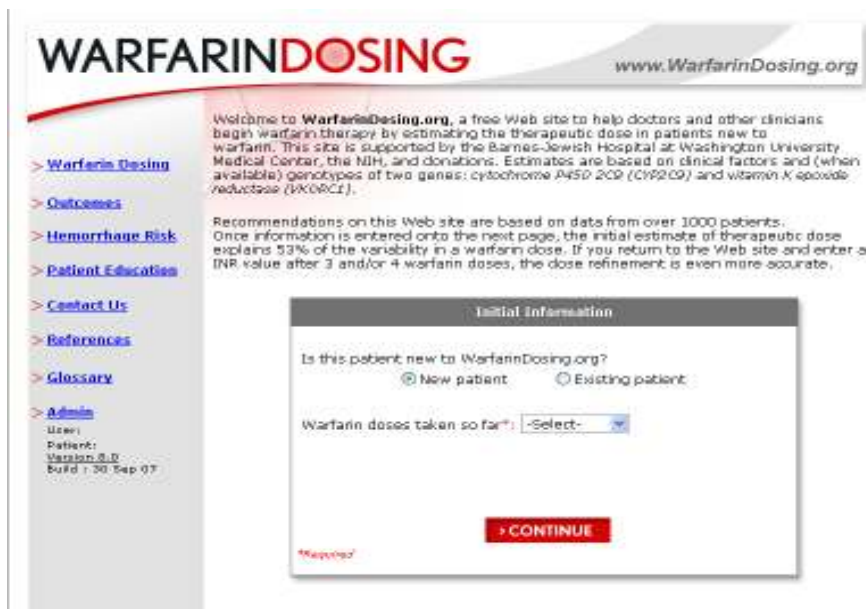 WARFARINDOSING
www.WarfarinDosing.org
Welcome to WarfarinDosing.org, a free Web site to help doctors and other clinicians
begin warfarin therapy by estimating the therapeutic dose in patients new to
warfarin. This site is supported by the Barnes-Jewish Hospital at Washington University
Medical Center, the NIH, and donations. Estimates are based on clinical factors and (when
available) genotypes of two genes: cytochrome P450 2C9 (CYP2C9) and vitamin K epoxide
reductase (VKORC1).
Recommendations on this Web site are based on data from over 1000 patients.
Once information is entered onto the next page, the initial estimate of therapeutic dose
explains 53% of the variability in a warfarin dose. If you return to the Web site and enter a
INR value after 3 and/or 4 warfarin doses, the dose refinement is even more accurate.
> Warfarin Dosing
> Outcomes
> Hemorrhage Risk
> Patient Education
> Contact Us
> References
> Glossary
> Admin
User:
Patient:
Version 8.0
Build : 30 Sep 07
Initial Information
Is this patient new to WarfarinDosing.org?
New patient Existing patient
Warfarin doses taken so far*: -Select-
> CONTINUE
*Required